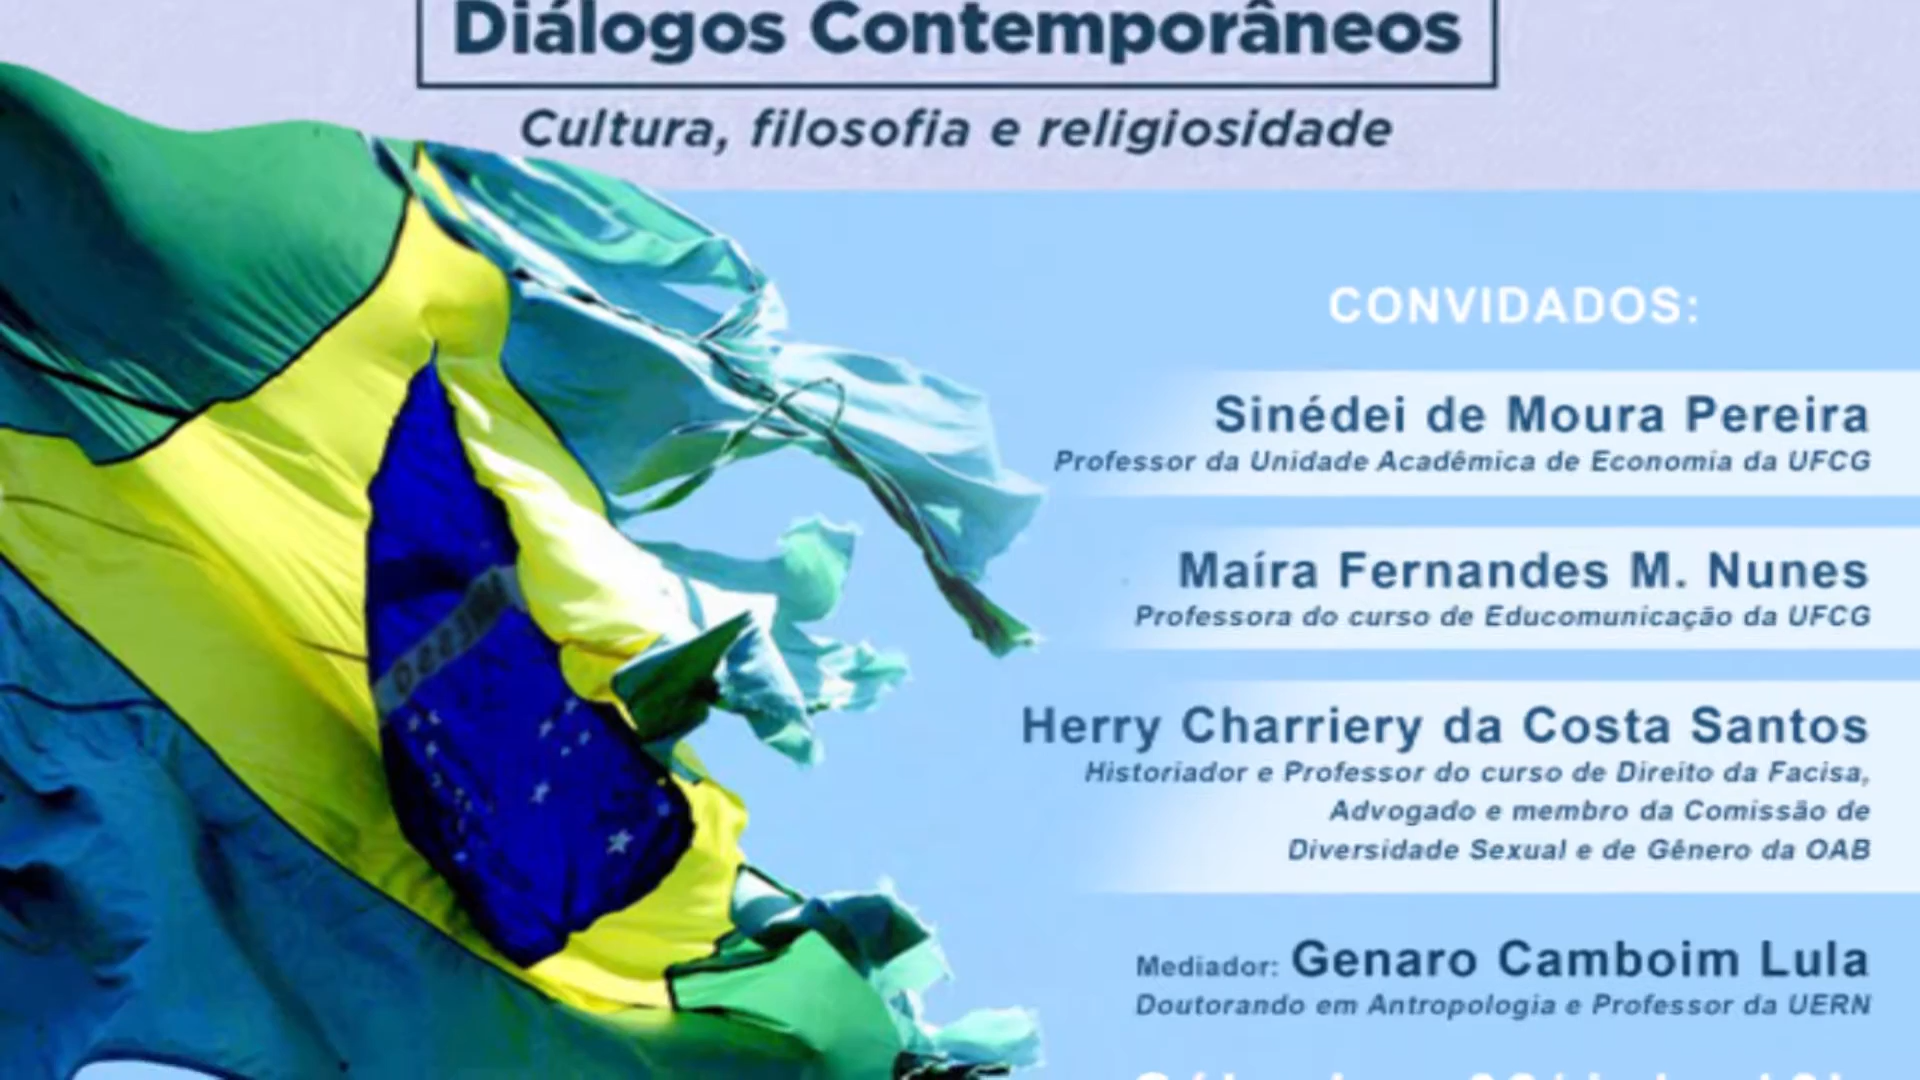 Diálogos Contemporâneos
Cultura, filosofia e religiosidade
CONVIDADOS:
Sinédei de Moura Pereira
Professor da Unidade Acadêmica de Economia da UFCG
Maíra Fernandes M. Nunes
Professora do curso de Educomunicação da UFCG
Herry Charriery da Costa Santos
Historiador e Professor do curso de Direito da Facisa,
Advogado e membro da Comissão de
Diversidade Sexual e de Gênero da OAB
Mediador: Genaro Camboim Lula
Doutorando em Antropologia e Professor da UERN